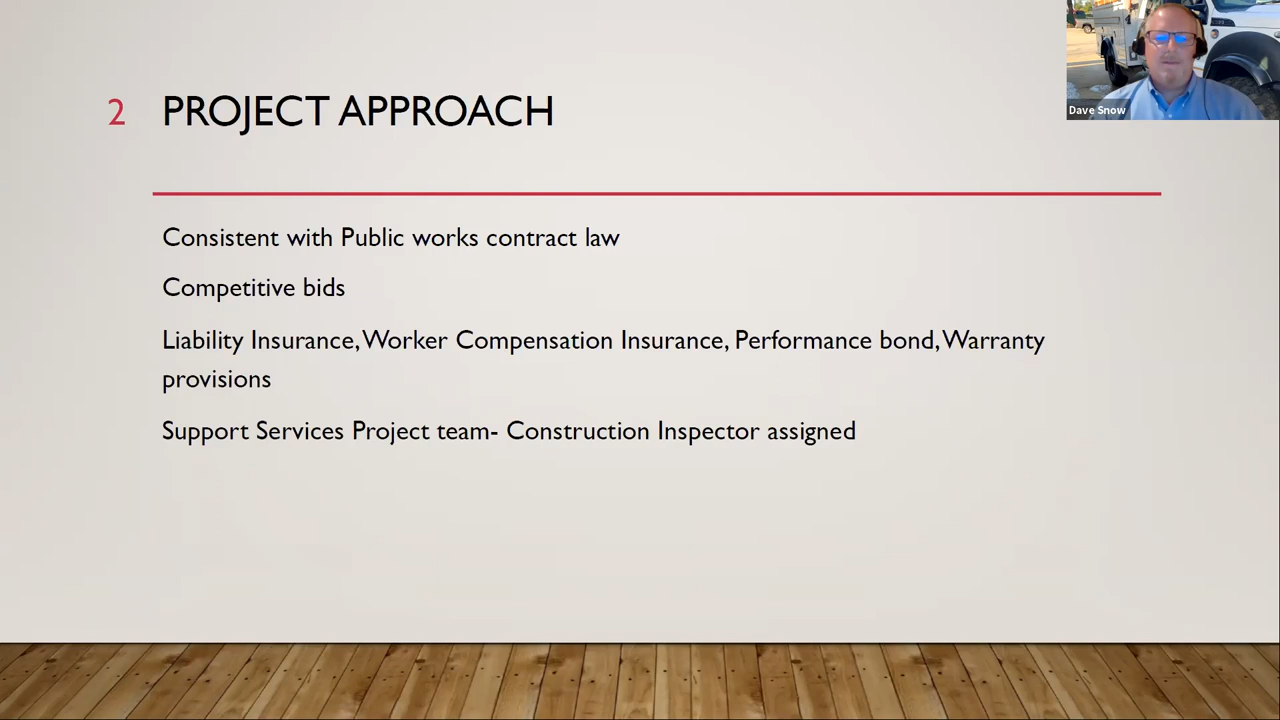 2 PROJECT APPROACH
Dave Snow
Consistent with Public works contract law
Competitive bids
Liability Insurance, Worker Compensation Insurance, Performance bond, Warranty
provisions
Support Services Project team- Construction Inspector assigned